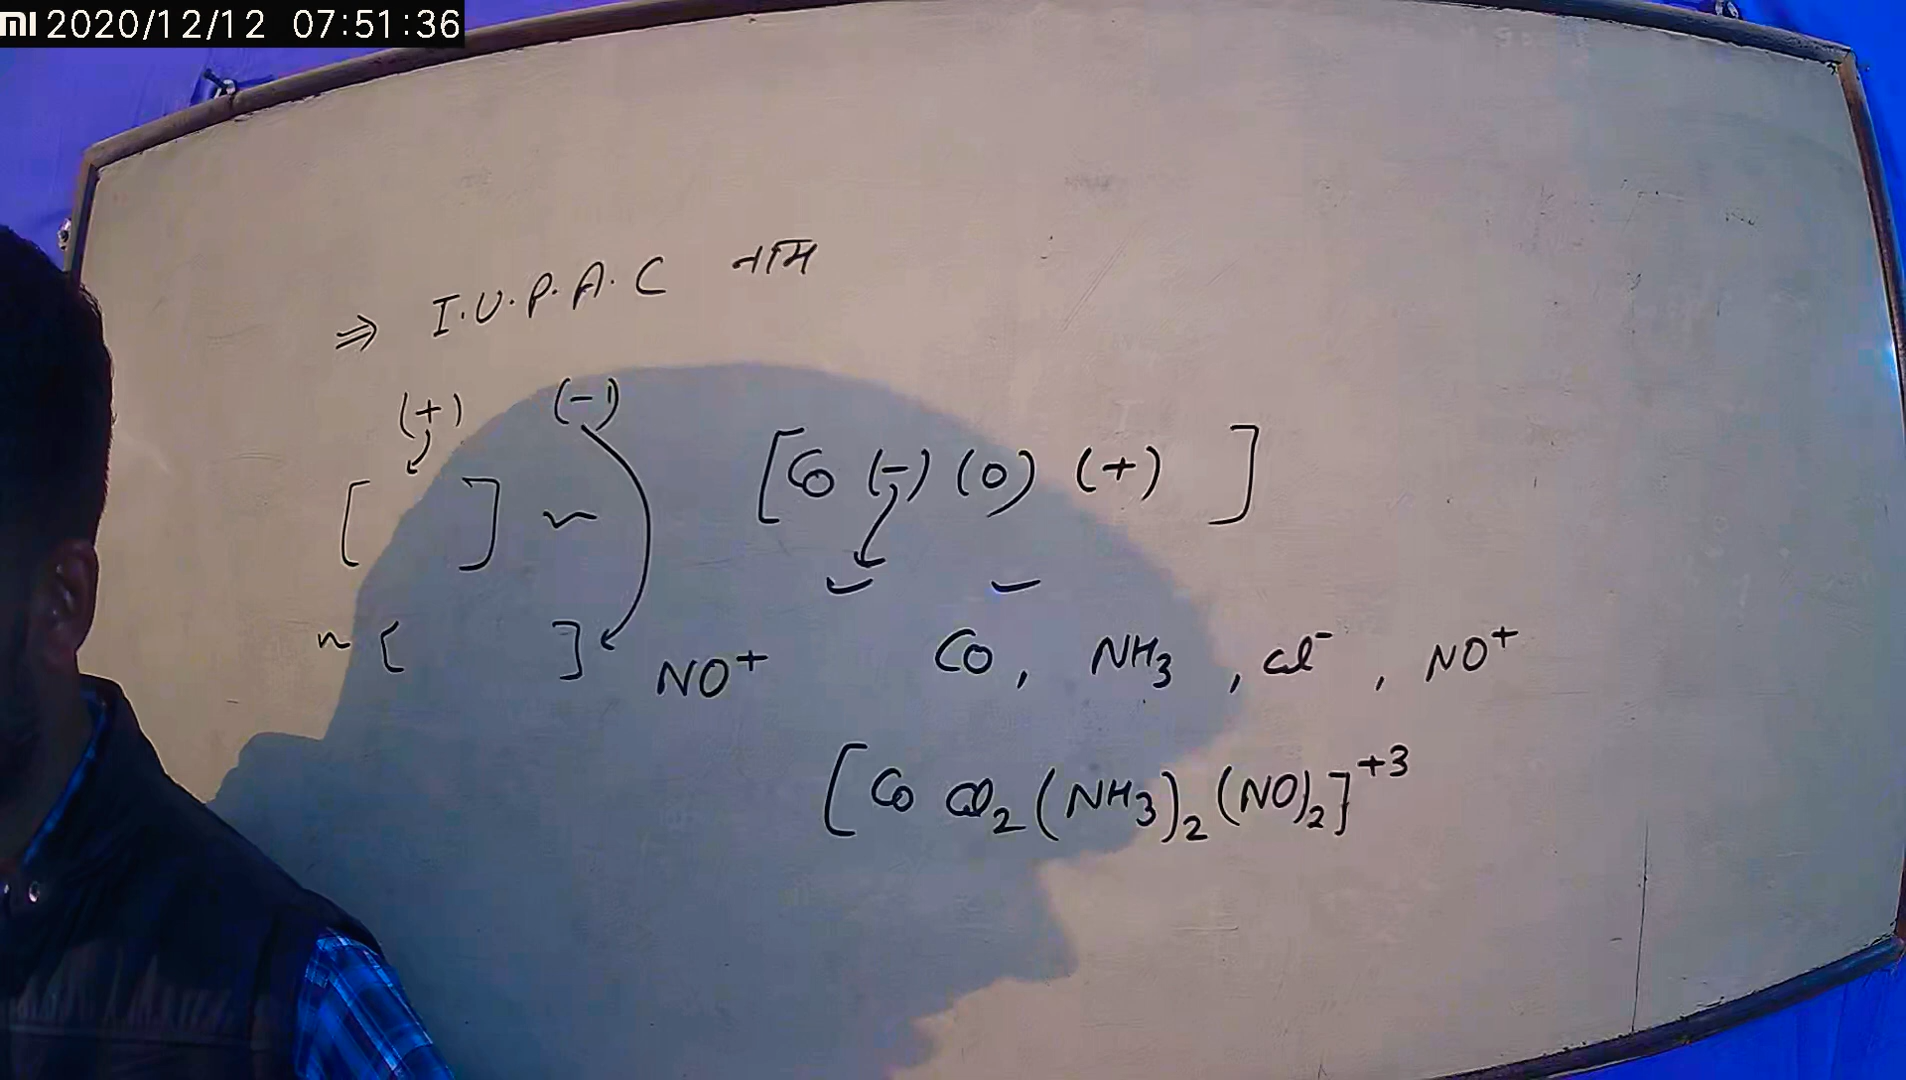 MI 2020/12/12 07:51:36
⇒ I.U.P.A.C नाम
(+) (-)
[ ] ~ [Co (-) (0) (+) ]
~ [ ] NO⁺ CO, NH₃, Cl⁻, NO⁺
[Co Cl₂ (NH₃)₂ (NO)₂]⁺³